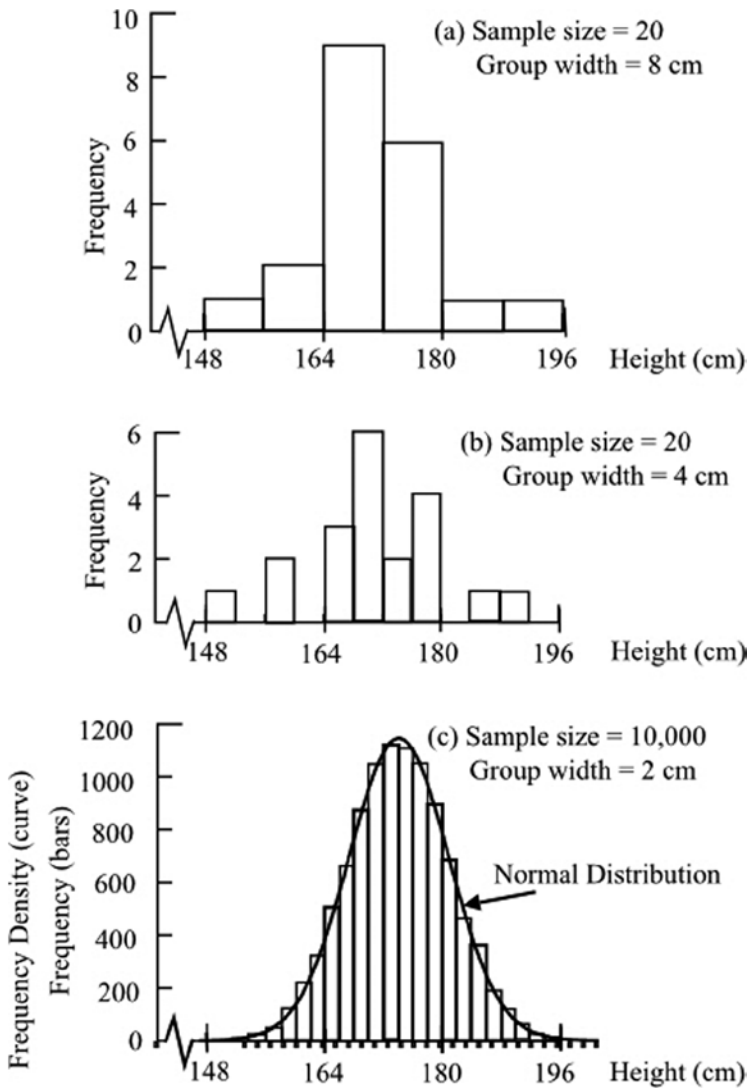 10
8
6
4
2
0
Frequency
(a) Sample size = 20
Group width = 8 cm
148 164 180 196 Height (cm)
6
4
2
0
Frequency
(b) Sample size = 20
Group width = 4 cm
148 164 180 196 Height (cm)
1200
1000
800
600
400
200
0
Frequency Density (curve)
Frequency (bars)
(c) Sample size = 10,000
Group width = 2 cm
Normal Distribution
148 164 180 196 Height (cm)